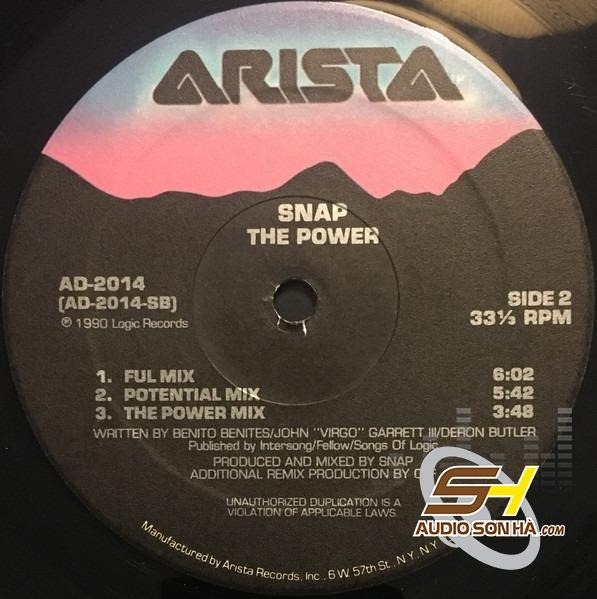 ARISTA
SNAP
THE POWER
AD-2014
(AD-2014-SB)
℗ 1990 Logic Records
SIDE 2
33⅓ RPM
1. FUL MIX 6:02
2. POTENTIAL MIX 5:42
3. THE POWER MIX 3:48
WRITTEN BY BENITO BENITES/JOHN "VIRGO" GARRETT III/DERON BUTLER
Published by Intersong/Fellow/Songs Of Logic
PRODUCED AND MIXED BY SNAP
ADDITIONAL REMIX PRODUCTION BY
UNAUTHORIZED DUPLICATION IS A
VIOLATION OF APPLICABLE LAWS
Manufactured by Arista Records, Inc., 6 W. 57th St., N.Y., N.Y.
SH
AUDIO SƠN HÀ.COM